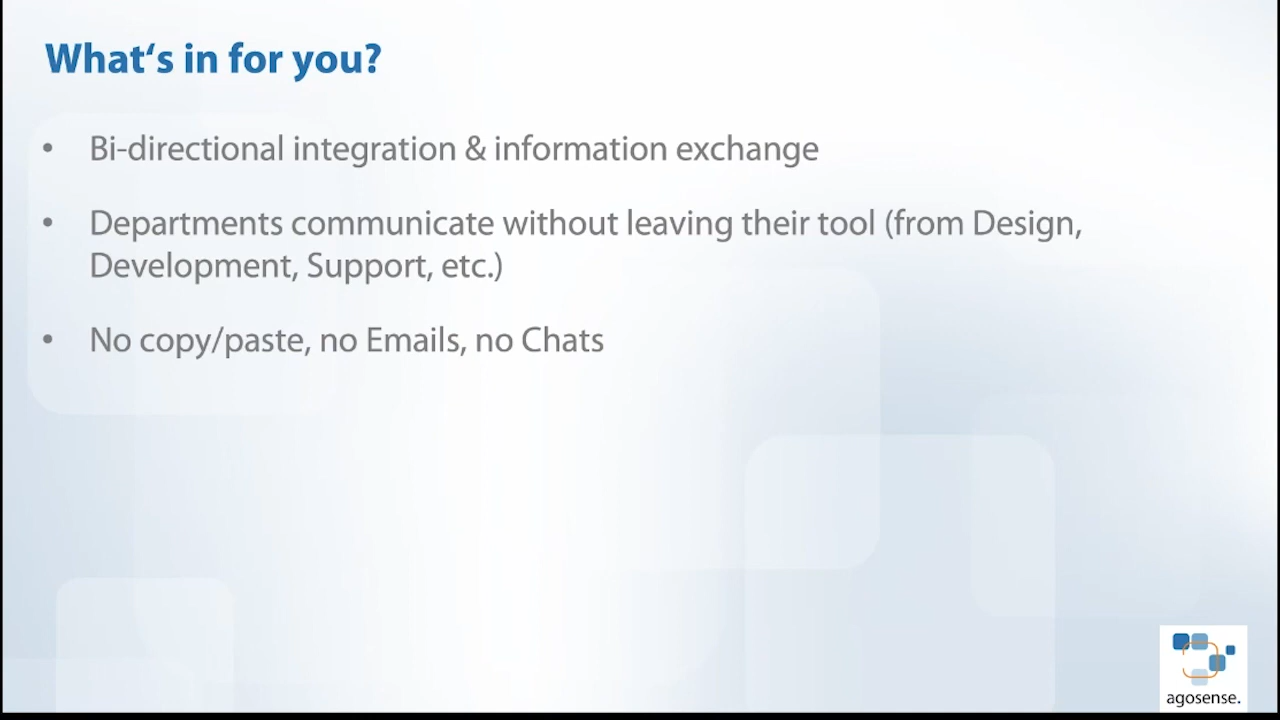 What‘s in for you?
• Bi-directional integration & information exchange
• Departments communicate without leaving their tool (from Design,
Development, Support, etc.)
• No copy/paste, no Emails, no Chats
agosense.